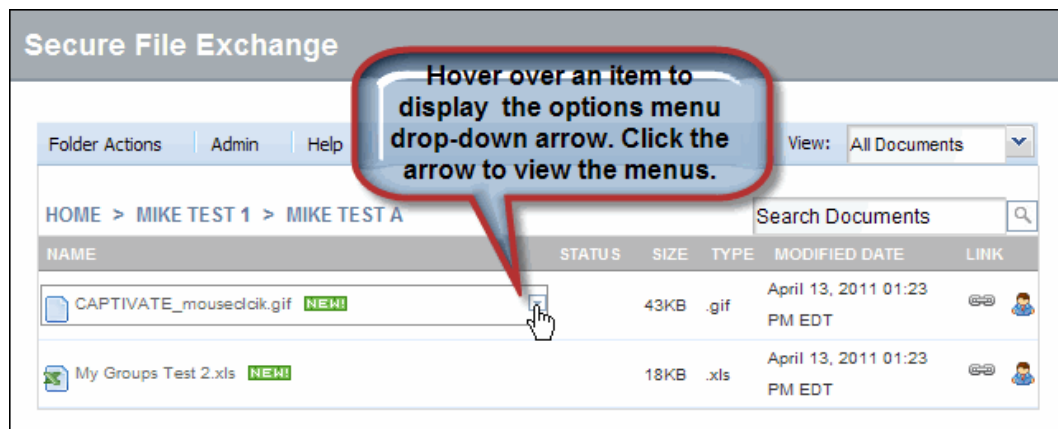 Secure File Exchange
Hover over an item to
display the options menu
drop-down arrow. Click the
arrow to view the menus.
Folder Actions Admin Help View: All Documents
HOME > MIKE TEST 1 > MIKE TEST A Search Documents
NAME STATUS SIZE TYPE MODIFIED DATE LINK
CAPTIVATE_mouseclcik.gif NEW! 43KB .gif April 13, 2011 01:23
PM EDT
My Groups Test 2.xls NEW! 18KB .xls April 13, 2011 01:23
PM EDT